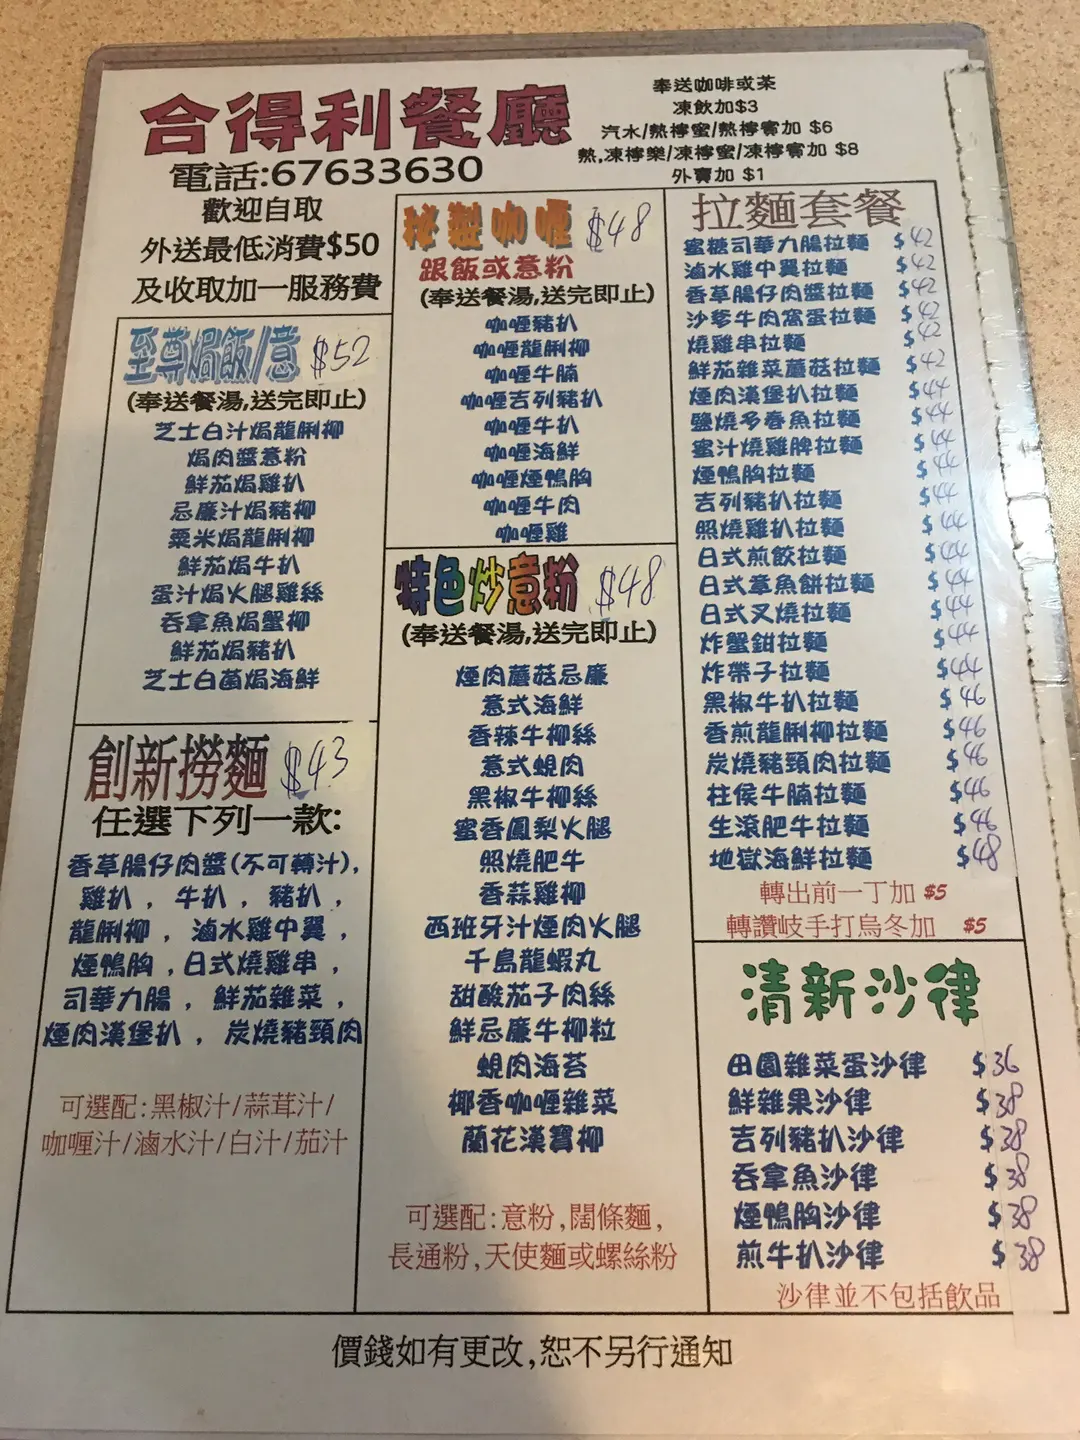 合得利餐廳
電話:67633630
歡迎自取
外送最低消費$50
及收取加一服務費
奉送咖啡或茶
凍飲加$3
汽水/熱檸蜜/熱檸賓加 $6
熱,凍檸樂/凍檸蜜/凍檸賓加 $8
外賣加 $1
至尊焗飯/意 $52
(奉送餐湯,送完即止)
芝士白汁焗龍脷柳
焗肉醬意粉
鮮茄焗雞扒
忌廉汁焗豬柳
粟米焗龍脷柳
鮮茄焗牛扒
蛋汁焗火腿雞絲
吞拿魚焗蟹柳
鮮茄焗豬扒
芝士白菌焗海鮮
創新撈麵 $43
任選下列一款:
香草腸仔肉醬(不可轉汁),
雞扒 , 牛扒 , 豬扒 ,
龍脷柳 , 滷水雞中翼 ,
煙鴨胸 ,日式燒雞串 ,
司華力腸 , 鮮茄雜菜 ,
煙肉漢堡扒 , 炭燒豬頸肉
可選配:黑椒汁/蒜茸汁/
咖喱汁/滷水汁/白汁/茄汁
秘製咖喱 $48
跟飯或意粉
(奉送餐湯,送完即止)
咖喱豬扒
咖喱龍脷柳
咖喱牛腩
咖喱吉列豬扒
咖喱牛扒
咖喱海鮮
咖喱煙鴨胸
咖喱牛肉
咖喱雞
特色炒意粉 $48
(奉送餐湯,送完即止)
煙肉蘑菇忌廉
意式海鮮
香辣牛柳絲
意式蜆肉
黑椒牛柳絲
蜜香鳳梨火腿
照燒肥牛
香蒜雞柳
西班牙汁煙肉火腿
千島龍蝦丸
甜酸茄子肉絲
鮮忌廉牛柳粒
蜆肉海苔
椰香咖喱雜菜
蘭花漢寶柳
可選配:意粉,闊條麵,
長通粉,天使麵或螺絲粉
拉麵套餐
蜜糖司華力腸拉麵 $42
滷水雞中翼拉麵 $42
香草腸仔肉醬拉麵 $42
沙爹牛肉窩蛋拉麵 $42
燒雞串拉麵 $42
鮮茄雜菜蘑菇拉麵 $42
煙肉漢堡扒拉麵 $44
鹽燒多春魚拉麵 $44
蜜汁燒雞脾拉麵 $44
煙鴨胸拉麵 $44
吉列豬扒拉麵 $44
照燒雞扒拉麵 $44
日式煎餃拉麵 $44
日式章魚餅拉麵 $44
日式叉燒拉麵 $44
炸蟹鉗拉麵 $44
炸帶子拉麵 $44
黑椒牛扒拉麵 $46
香煎龍脷柳拉麵 $46
炭燒豬頸肉拉麵 $46
柱侯牛腩拉麵 $46
生滾肥牛拉麵 $46
地獄海鮮拉麵 $48
轉出前一丁加 $5
轉讚岐手打烏冬加 $5
清新沙律
田園雜菜蛋沙律 $36
鮮雜果沙律 $38
吉列豬扒沙律 $38
吞拿魚沙律 $38
煙鴨胸沙律 $38
煎牛扒沙律 $38
沙律並不包括飲品
價錢如有更改,恕不另行通知